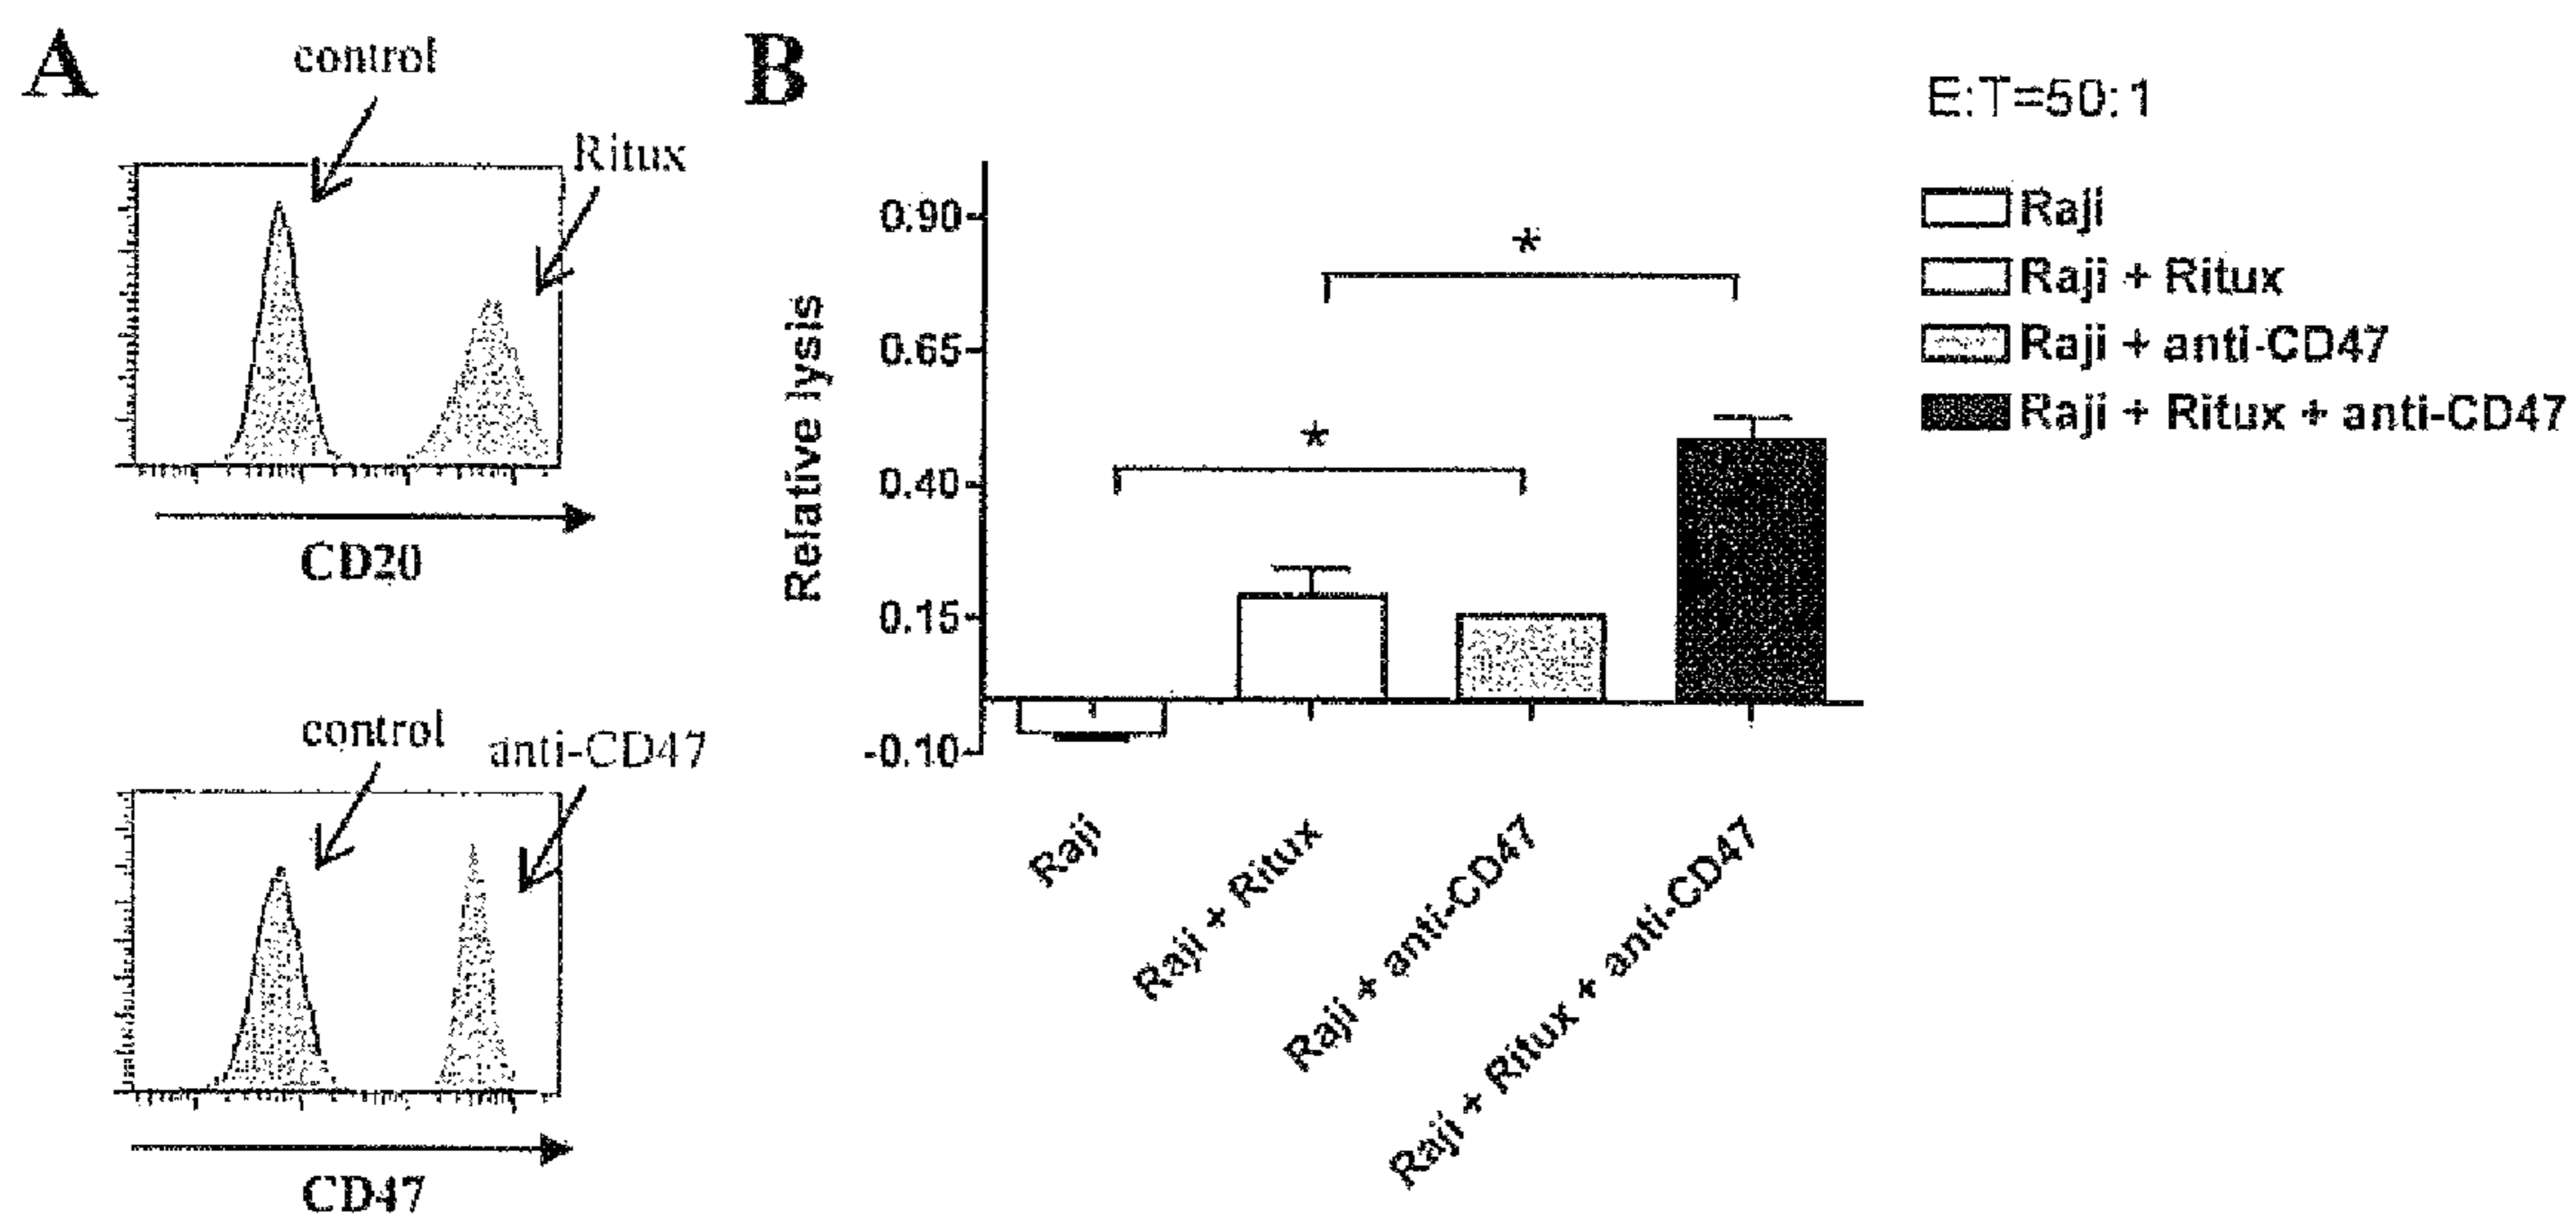 A
control
Ritux
CD20
control
anti-CD47
CD47
B
E:T=50:1
Raji
Raji + Ritux
Raji + anti-CD47
Raji + Ritux + anti-CD47
Relative lysis
0.90
0.65
0.40
0.15
-0.10
*
*
Raji
Raji + Ritux
Raji + anti-CD47
Raji + Ritux + anti-CD47